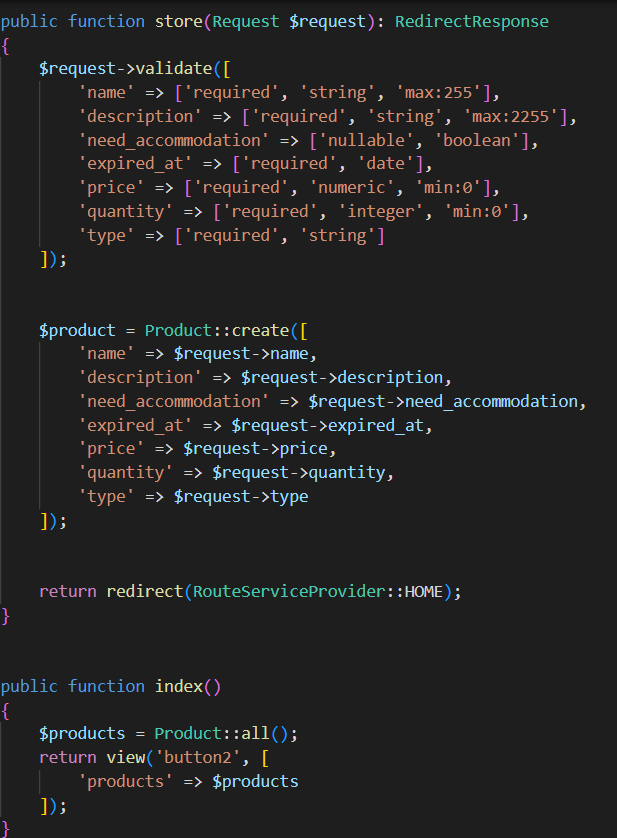 public function store(Request $request): RedirectResponse
{
    $request->validate([
        'name' => ['required', 'string', 'max:255'],
        'description' => ['required', 'string', 'max:2255'],
        'need_accommodation' => ['nullable', 'boolean'],
        'expired_at' => ['required', 'date'],
        'price' => ['required', 'numeric', 'min:0'],
        'quantity' => ['required', 'integer', 'min:0'],
        'type' => ['required', 'string']
    ]);
    $product = Product::create([
        'name' => $request->name,
        'description' => $request->description,
        'need_accommodation' => $request->need_accommodation,
        'expired_at' => $request->expired_at,
        'price' => $request->price,
        'quantity' => $request->quantity,
        'type' => $request->type
    ]);
    return redirect(RouteServiceProvider::HOME);
}
public function index()
{
    $products = Product::all();
    return view('button2', [
        'products' => $products
    ]);
}